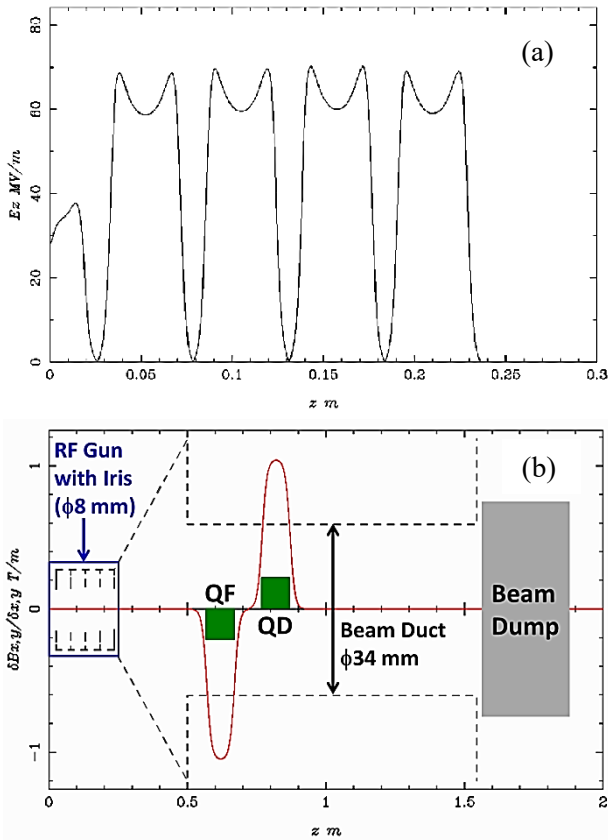 (a)
80
60
40
20
0
Ez MV/m
0
0.05
0.1
0.15
0.2
0.25
0.3
z m
(b)
RF Gun
with Iris
(ϕ8 mm)
QF
QD
Beam Duct
ϕ34 mm
Beam
Dump
1
0
−1
δBx,y/δx,y T/m
0
0.5
1
1.5
2
z m